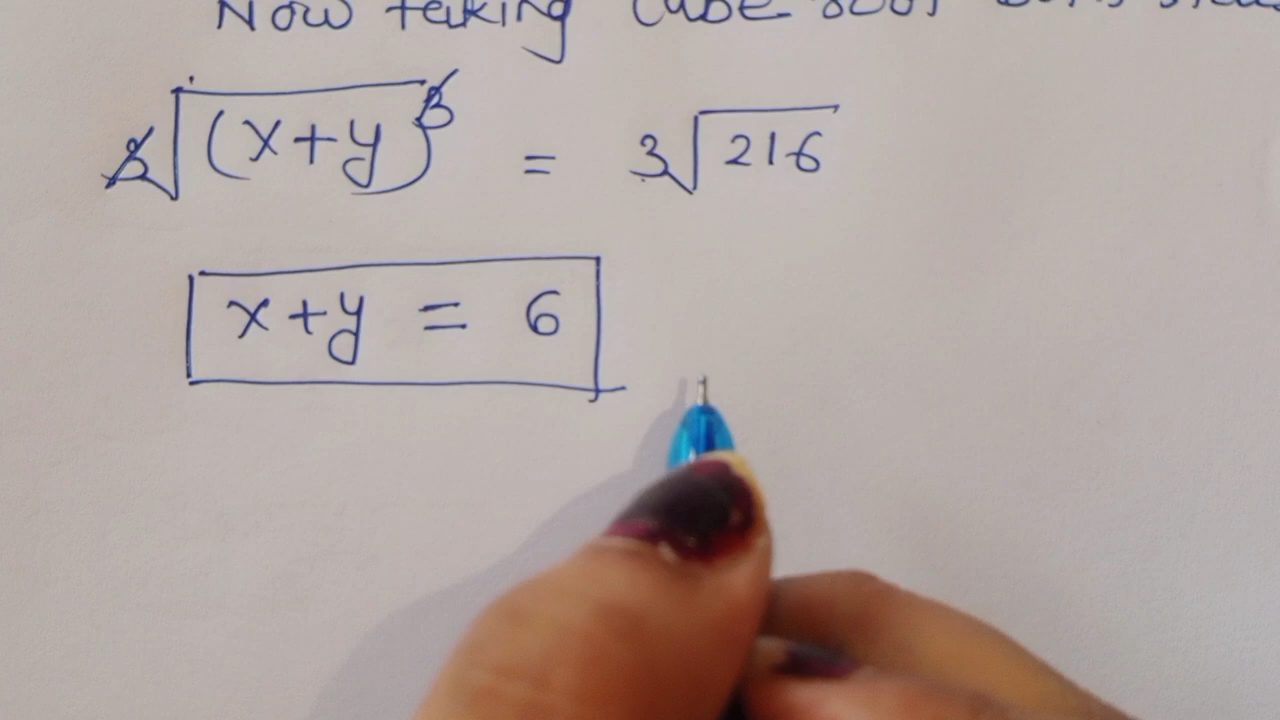 Now taking Cube root both sides
∛(x+y)³ = ∛216
x+y = 6